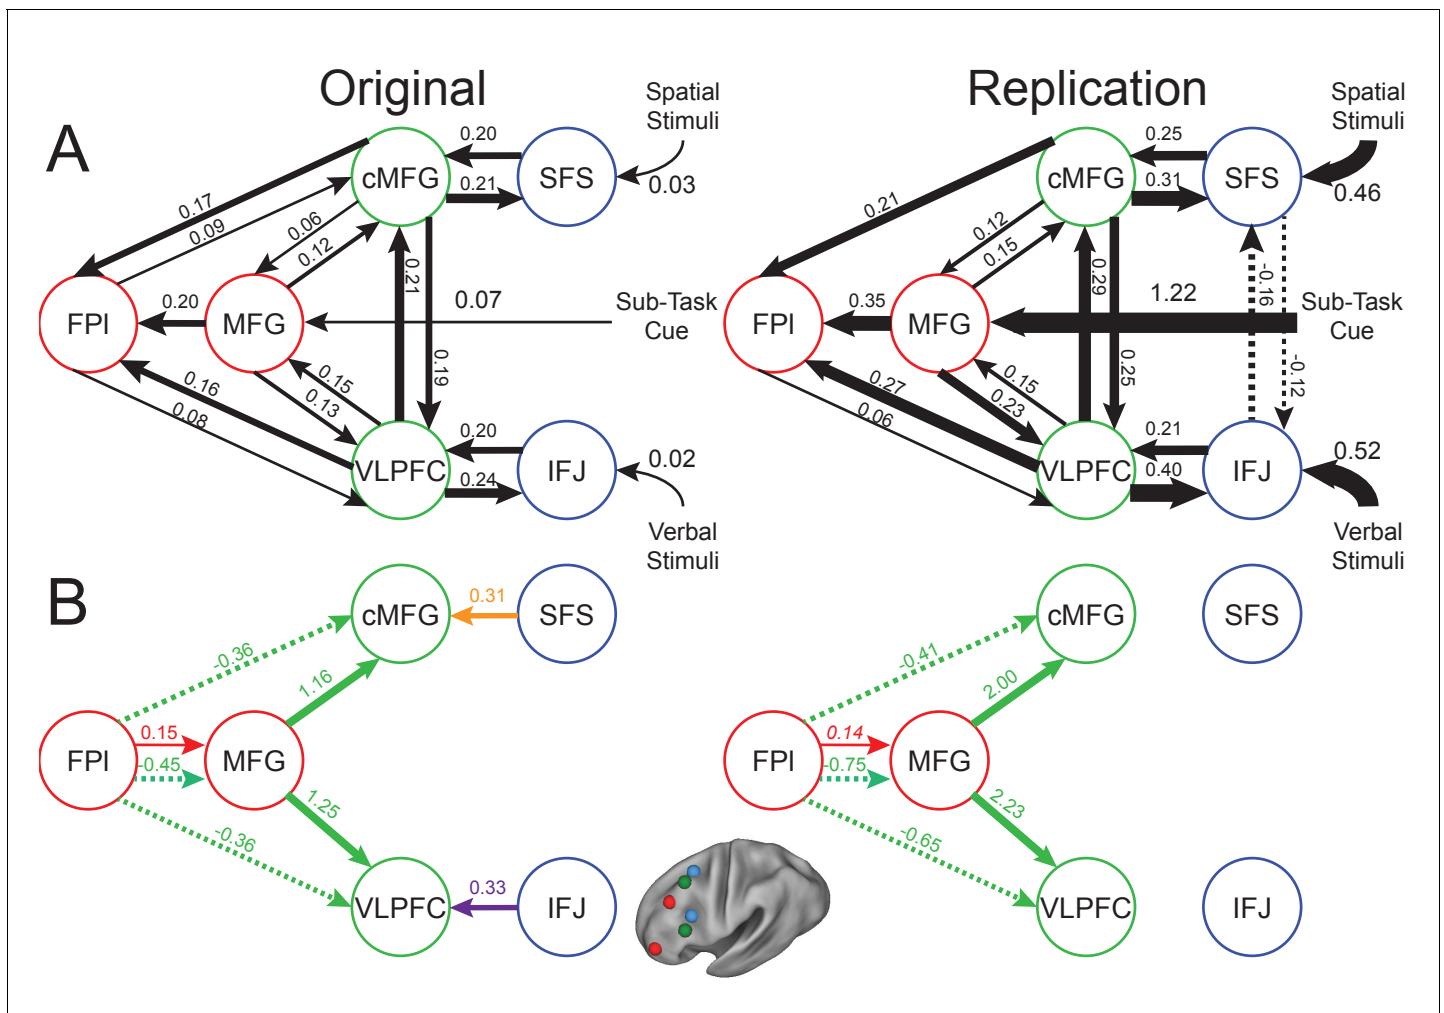 Original
Replication
A
Spatial
Stimuli
0.03
cMFG
SFS
0.20
0.21
0.17
0.09
0.06
0.12
FPl
0.20
MFG
0.07
Sub-Task
Cue
0.21
0.19
0.16
0.08
0.15
0.13
VLPFC
IFJ
0.20
0.24
0.02
Verbal
Stimuli
Spatial
Stimuli
0.46
cMFG
SFS
0.25
0.31
0.21
0.12
0.15
FPl
0.35
MFG
1.22
Sub-Task
Cue
0.29
0.25
-0.16
-0.12
0.27
0.06
0.15
0.23
VLPFC
IFJ
0.21
0.40
0.52
Verbal
Stimuli
B
cMFG
0.31
SFS
-0.36
1.16
FPl
0.15
-0.45
MFG
1.25
-0.36
VLPFC
0.33
IFJ
cMFG
SFS
-0.41
2.00
FPl
0.14
-0.75
MFG
2.23
-0.65
VLPFC
IFJ